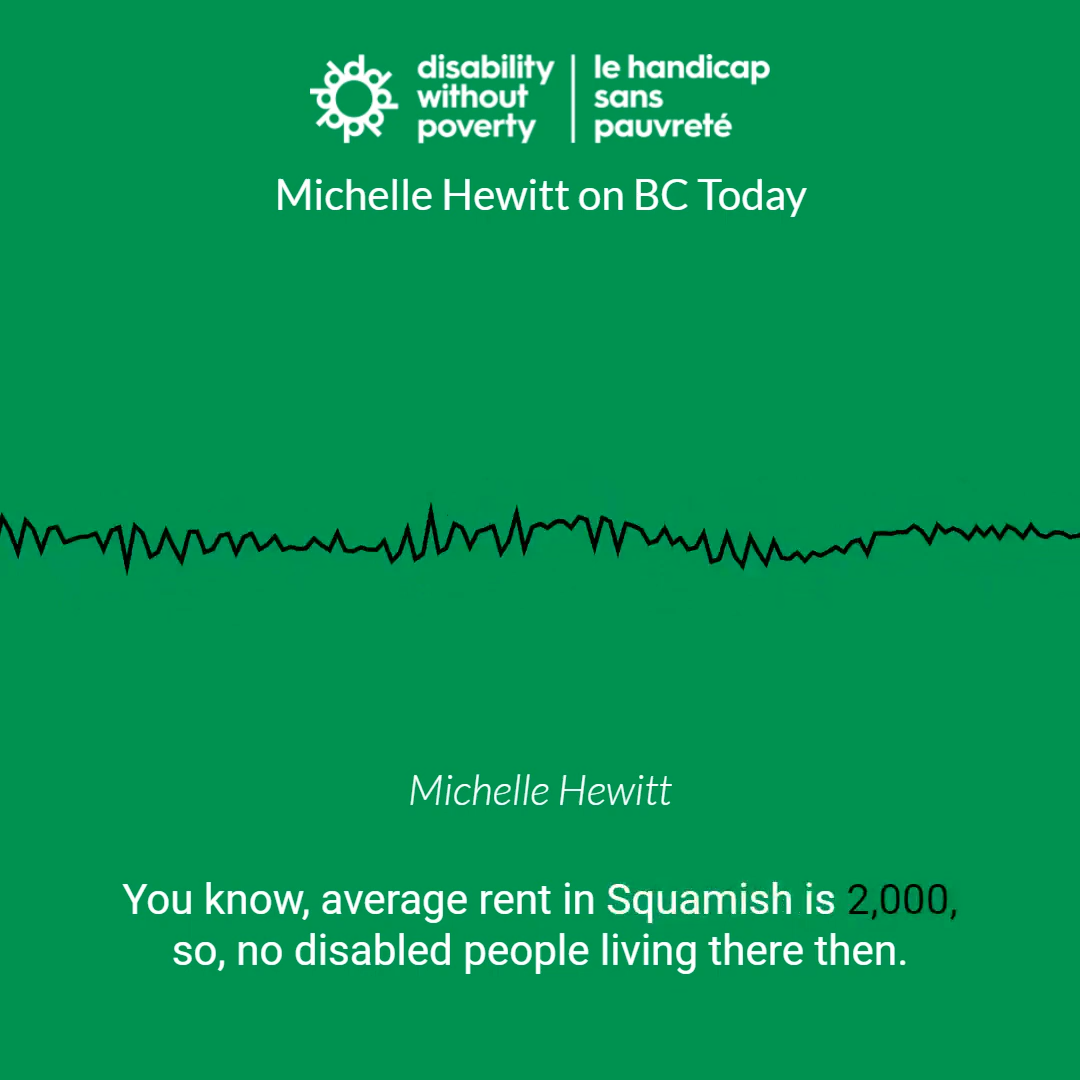 disability
without
poverty
le handicap
sans
pauvreté
Michelle Hewitt on BC Today
Michelle Hewitt
You know, average rent in Squamish is 2,000,
so, no disabled people living there then.